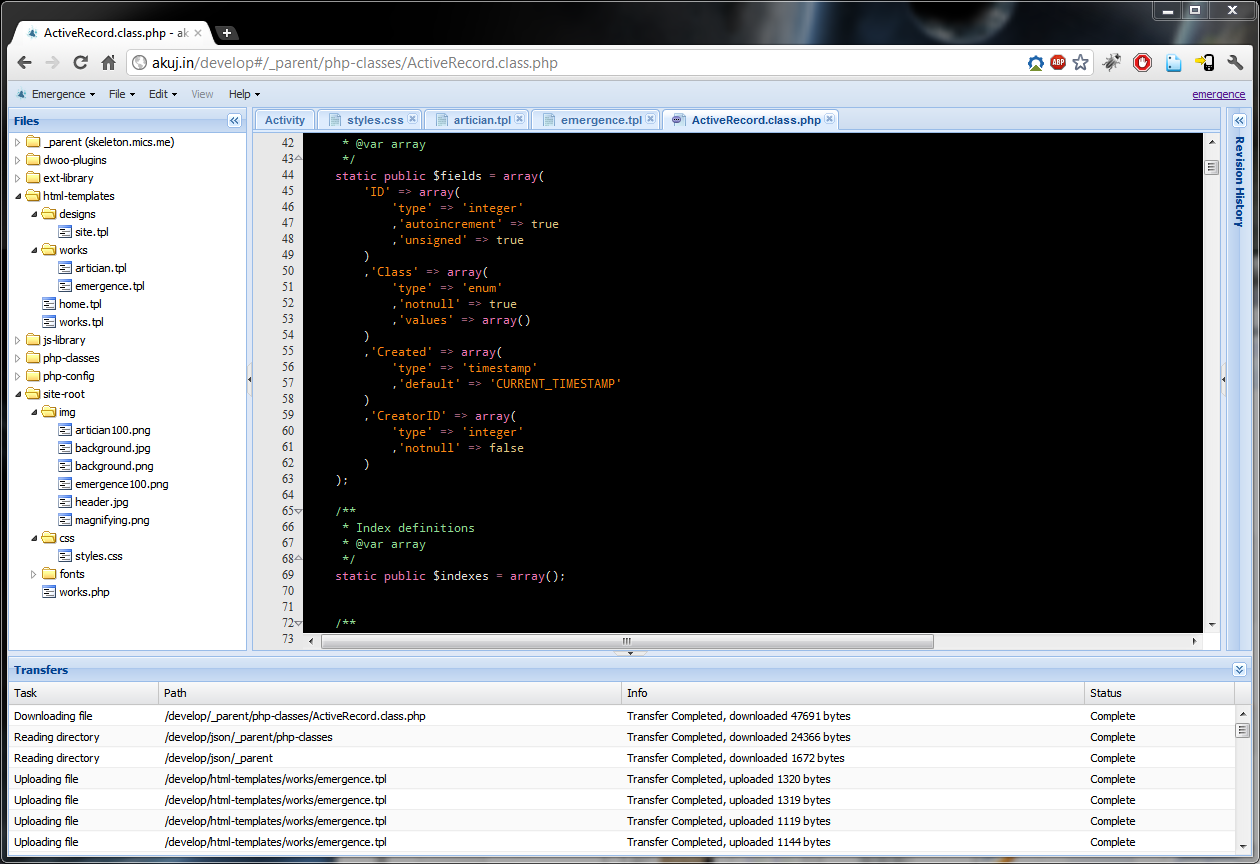 ActiveRecord.class.php - ak
akuj.in/develop#/_parent/php-classes/ActiveRecord.class.php
ABP
Emergence File Edit View Help emergence
Files
_parent (skeleton.mics.me)
dwoo-plugins
ext-library
html-templates
designs
site.tpl
works
artician.tpl
emergence.tpl
home.tpl
works.tpl
js-library
php-classes
php-config
site-root
img
artician100.png
background.jpg
background.png
emergence100.png
header.jpg
magnifying.png
css
styles.css
fonts
works.php
Activity styles.css artician.tpl emergence.tpl ActiveRecord.class.php
42 * @var array
43 */
44 static public $fields = array(
45 'ID' => array(
46 'type' => 'integer'
47 ,'autoincrement' => true
48 ,'unsigned' => true
49 )
50 ,'Class' => array(
51 'type' => 'enum'
52 ,'notnull' => true
53 ,'values' => array()
54 )
55 ,'Created' => array(
56 'type' => 'timestamp'
57 ,'default' => 'CURRENT_TIMESTAMP'
58 )
59 ,'CreatorID' => array(
60 'type' => 'integer'
61 ,'notnull' => false
62 )
63 );
64
65 /**
66 * Index definitions
67 * @var array
68 */
69 static public $indexes = array();
70
71
72 /**
73
Revision History
Transfers
Task Path Info Status
Downloading file /develop/_parent/php-classes/ActiveRecord.class.php Transfer Completed, downloaded 47691 bytes Complete
Reading directory /develop/json/_parent/php-classes Transfer Completed, downloaded 24366 bytes Complete
Reading directory /develop/json/_parent Transfer Completed, downloaded 1672 bytes Complete
Uploading file /develop/html-templates/works/emergence.tpl Transfer Completed, uploaded 1320 bytes Complete
Uploading file /develop/html-templates/works/emergence.tpl Transfer Completed, uploaded 1319 bytes Complete
Uploading file /develop/html-templates/works/emergence.tpl Transfer Completed, uploaded 1119 bytes Complete
Uploading file /develop/html-templates/works/emergence.tpl Transfer Completed, uploaded 1144 bytes Complete